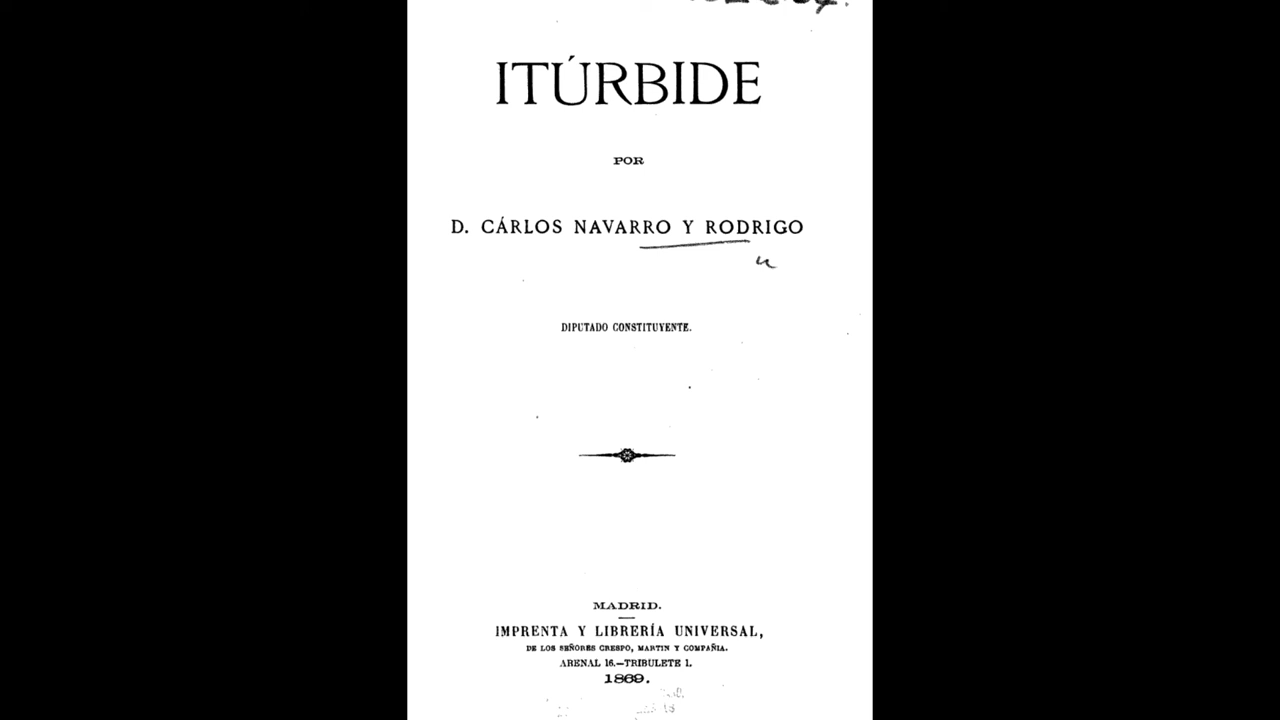 ITÚRBIDE
POR
D. CÁRLOS NAVARRO Y RODRIGO
DIPUTADO CONSTITUYENTE.
MADRID.
IMPRENTA Y LIBRERÍA UNIVERSAL,
DE LOS SEÑORES CRESPO, MARTIN Y COMPAÑIA.
ARENAL 16.—TRIBULETE 1.
1869.